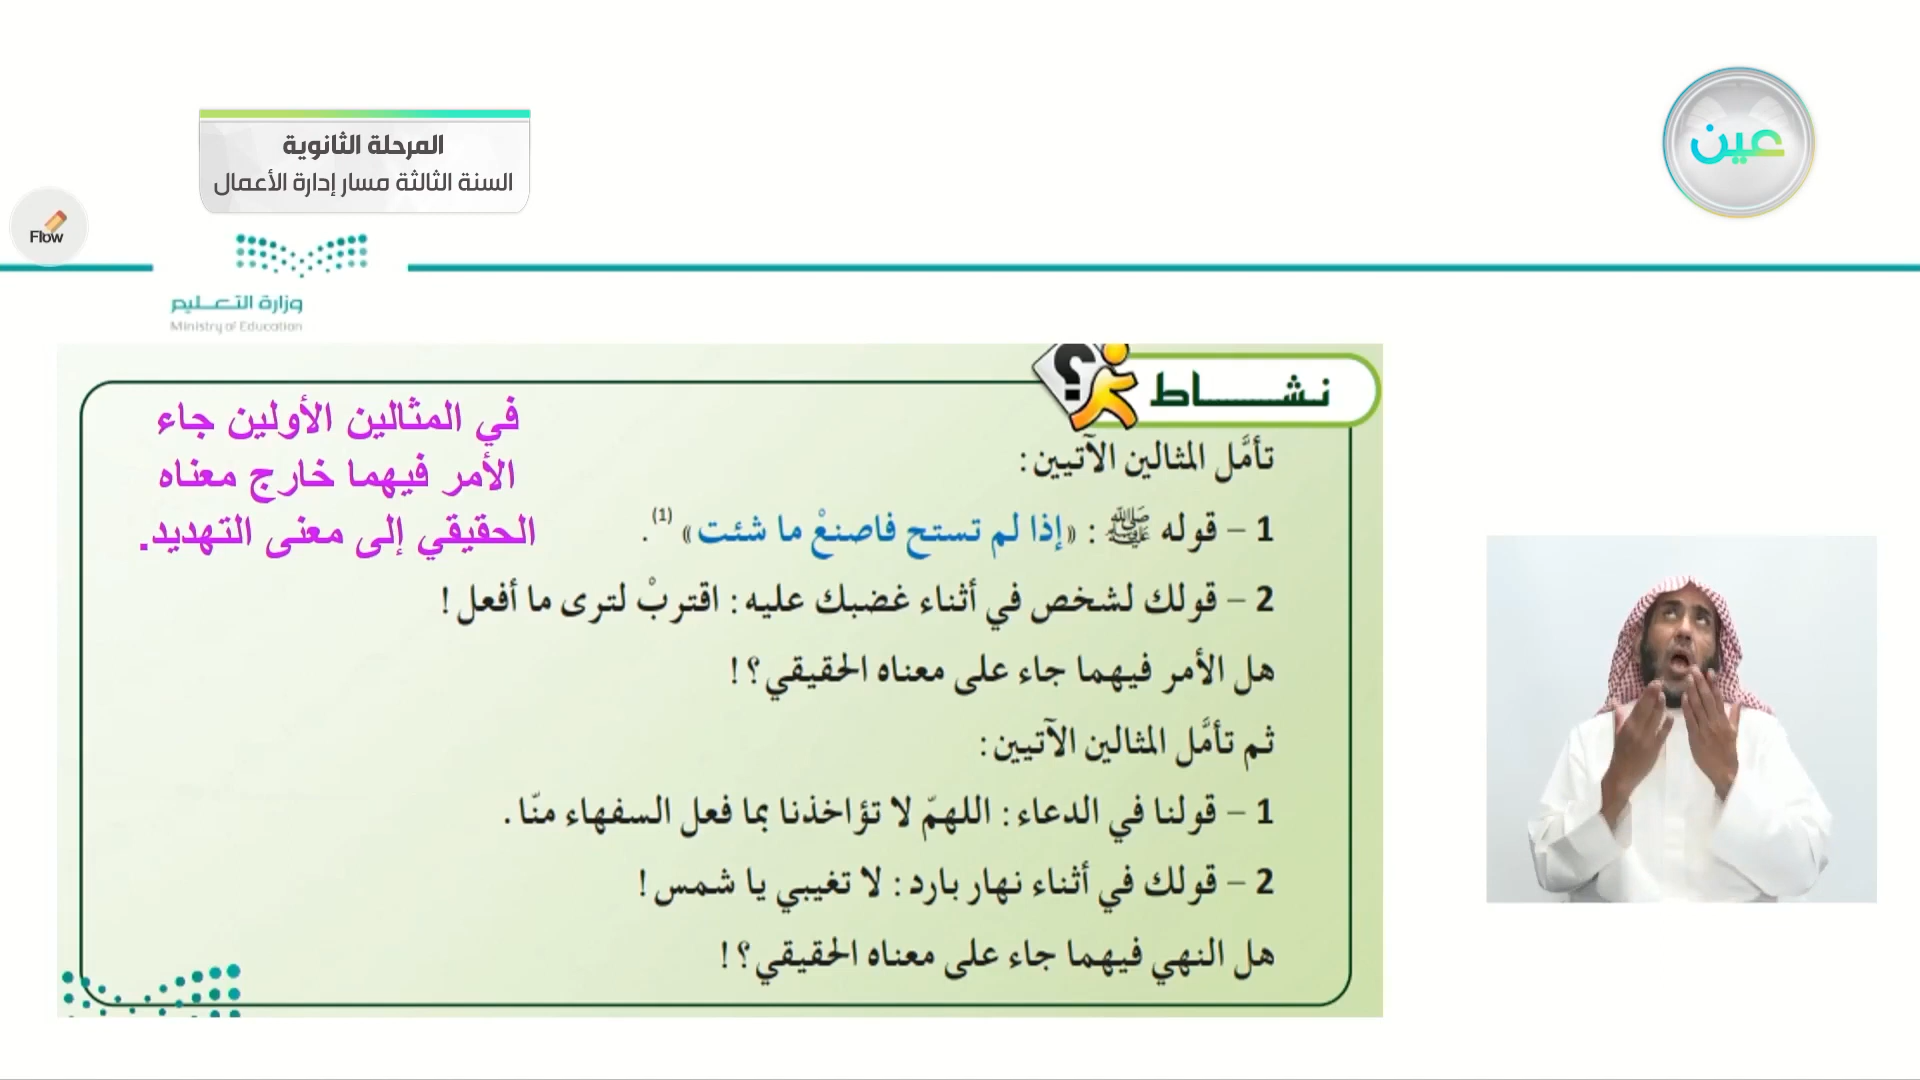 عين
المرحلة الثانوية
السنة الثالثة مسار إدارة الأعمال
Flow
وزارة التعـــليم
Ministry of Education
نشـــــــاط
في المثالين الأولين جاء
الأمر فيهما خارج معناه
الحقيقي إلى معنى التهديد.
تأمَّل المثالين الآتيين:
1 – قوله ﷺ : «إذا لم تستح فاصنعْ ما شئت» (1).
2 – قولك لشخص في أثناء غضبك عليه: اقتربْ لترى ما أفعل!
هل الأمر فيهما جاء على معناه الحقيقي؟!
ثم تأمَّل المثالين الآتيين:
1 – قولنا في الدعاء: اللهمّ لا تؤاخذنا بما فعل السفهاء منّا.
2 – قولك في أثناء نهار بارد: لا تغيبي يا شمس!
هل النهي فيهما جاء على معناه الحقيقي؟!